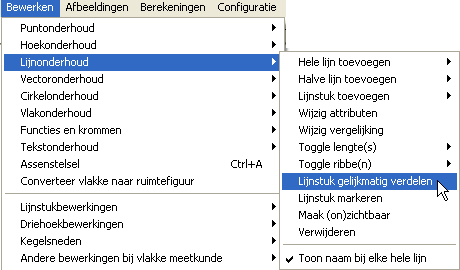 Bewerken Afbeeldingen Berekeningen Configuratie
Puntonderhoud
Hoekonderhoud
Lijnonderhoud
Vectoronderhoud
Cirkelonderhoud
Vlakonderhoud
Functies en krommen
Tekstonderhoud
Assenstelsel Ctrl+A
Converteer vlakke naar ruimtefiguur
Lijnstukbewerkingen
Driehoekbewerkingen
Kegelsneden
Andere bewerkingen bij vlakke meetkunde
Hele lijn toevoegen
Halve lijn toevoegen
Lijnstuk toevoegen
Wijzig attributen
Wijzig vergelijking
Toggle lengte(s)
Toggle ribbe(n)
Lijnstuk gelijkmatig verdelen
Lijnstuk markeren
Maak (on)zichtbaar
Verwijderen
✓ Toon naam bij elke hele lijn